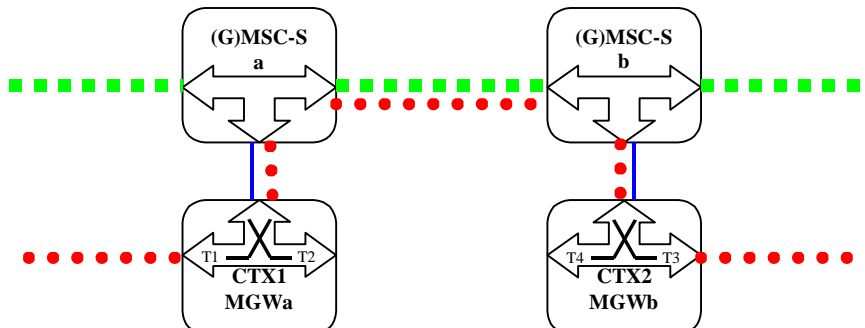 (G)MSC-S
a
(G)MSC-S
b
T1 T2
CTX1
MGWa
T4 T3
CTX2
MGWb